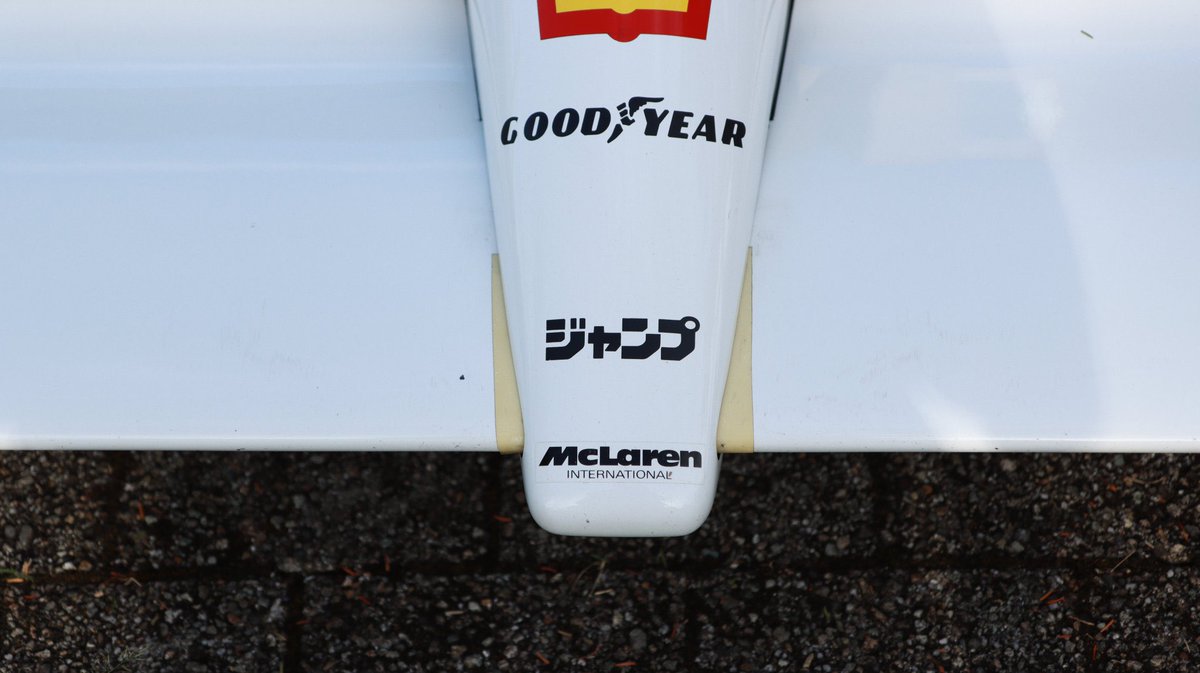 GOODYEAR
ジャンプ
McLaren
INTERNATIONAL